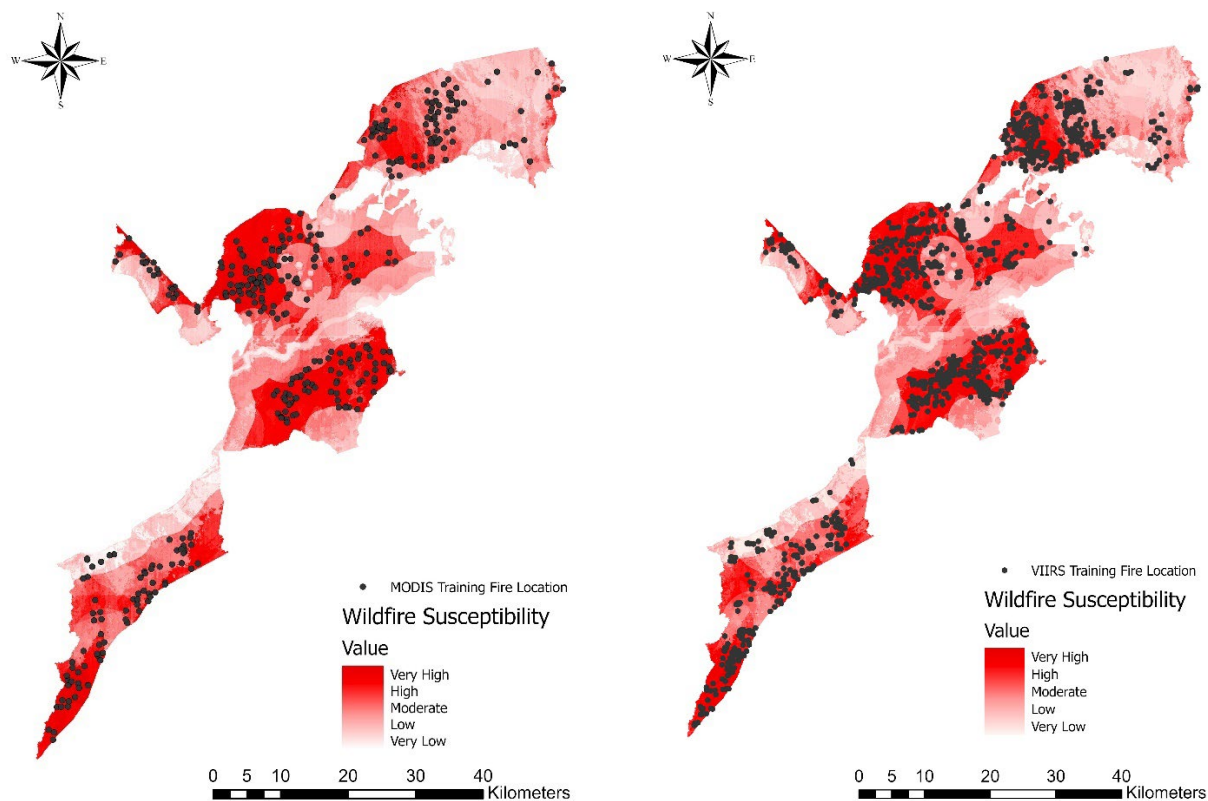 N
W E
S
MODIS Training Fire Location
Wildfire Susceptibility
Value
Very High
High
Moderate
Low
Very Low
0 5 10 20 30 40
Kilometers
N
W E
S
VIIRS Training Fire Location
Wildfire Susceptibility
Value
Very High
High
Moderate
Low
Very Low
0 5 10 20 30 40
Kilometers